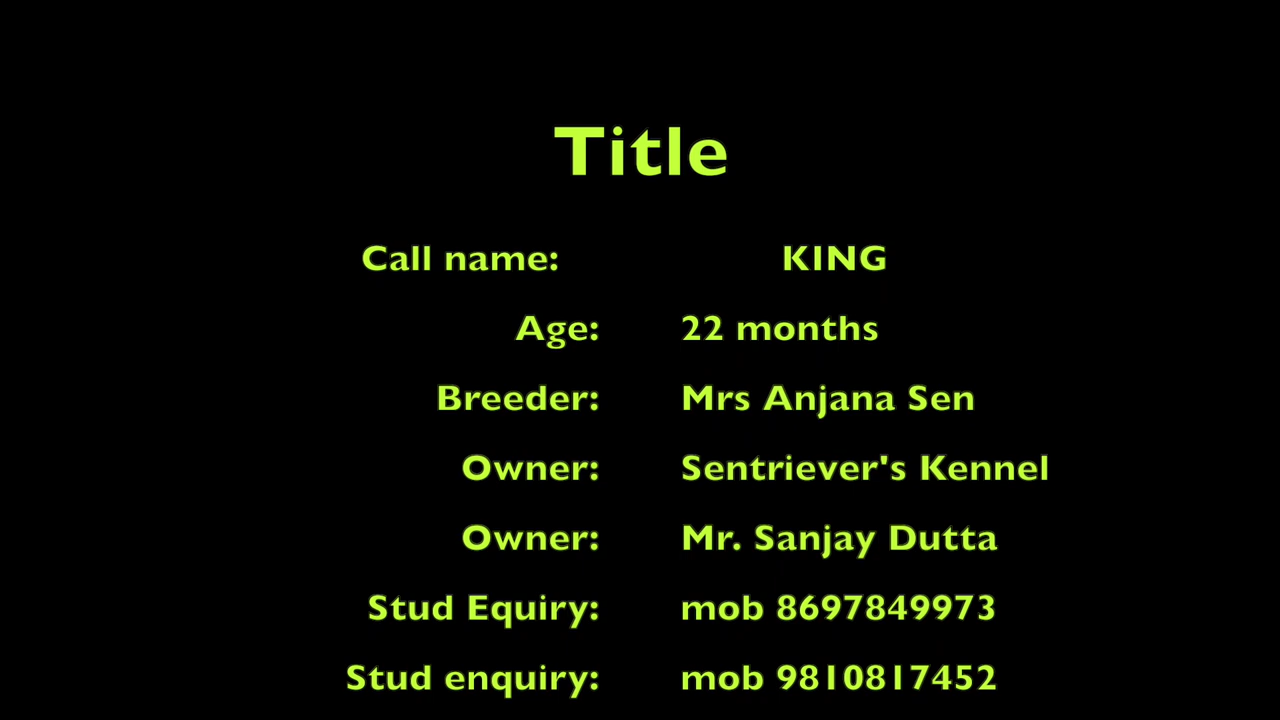 Title
Call name: KING
Age: 22 months
Breeder: Mrs Anjana Sen
Owner: Sentriever's Kennel
Owner: Mr. Sanjay Dutta
Stud Equiry: mob 8697849973
Stud enquiry: mob 9810817452